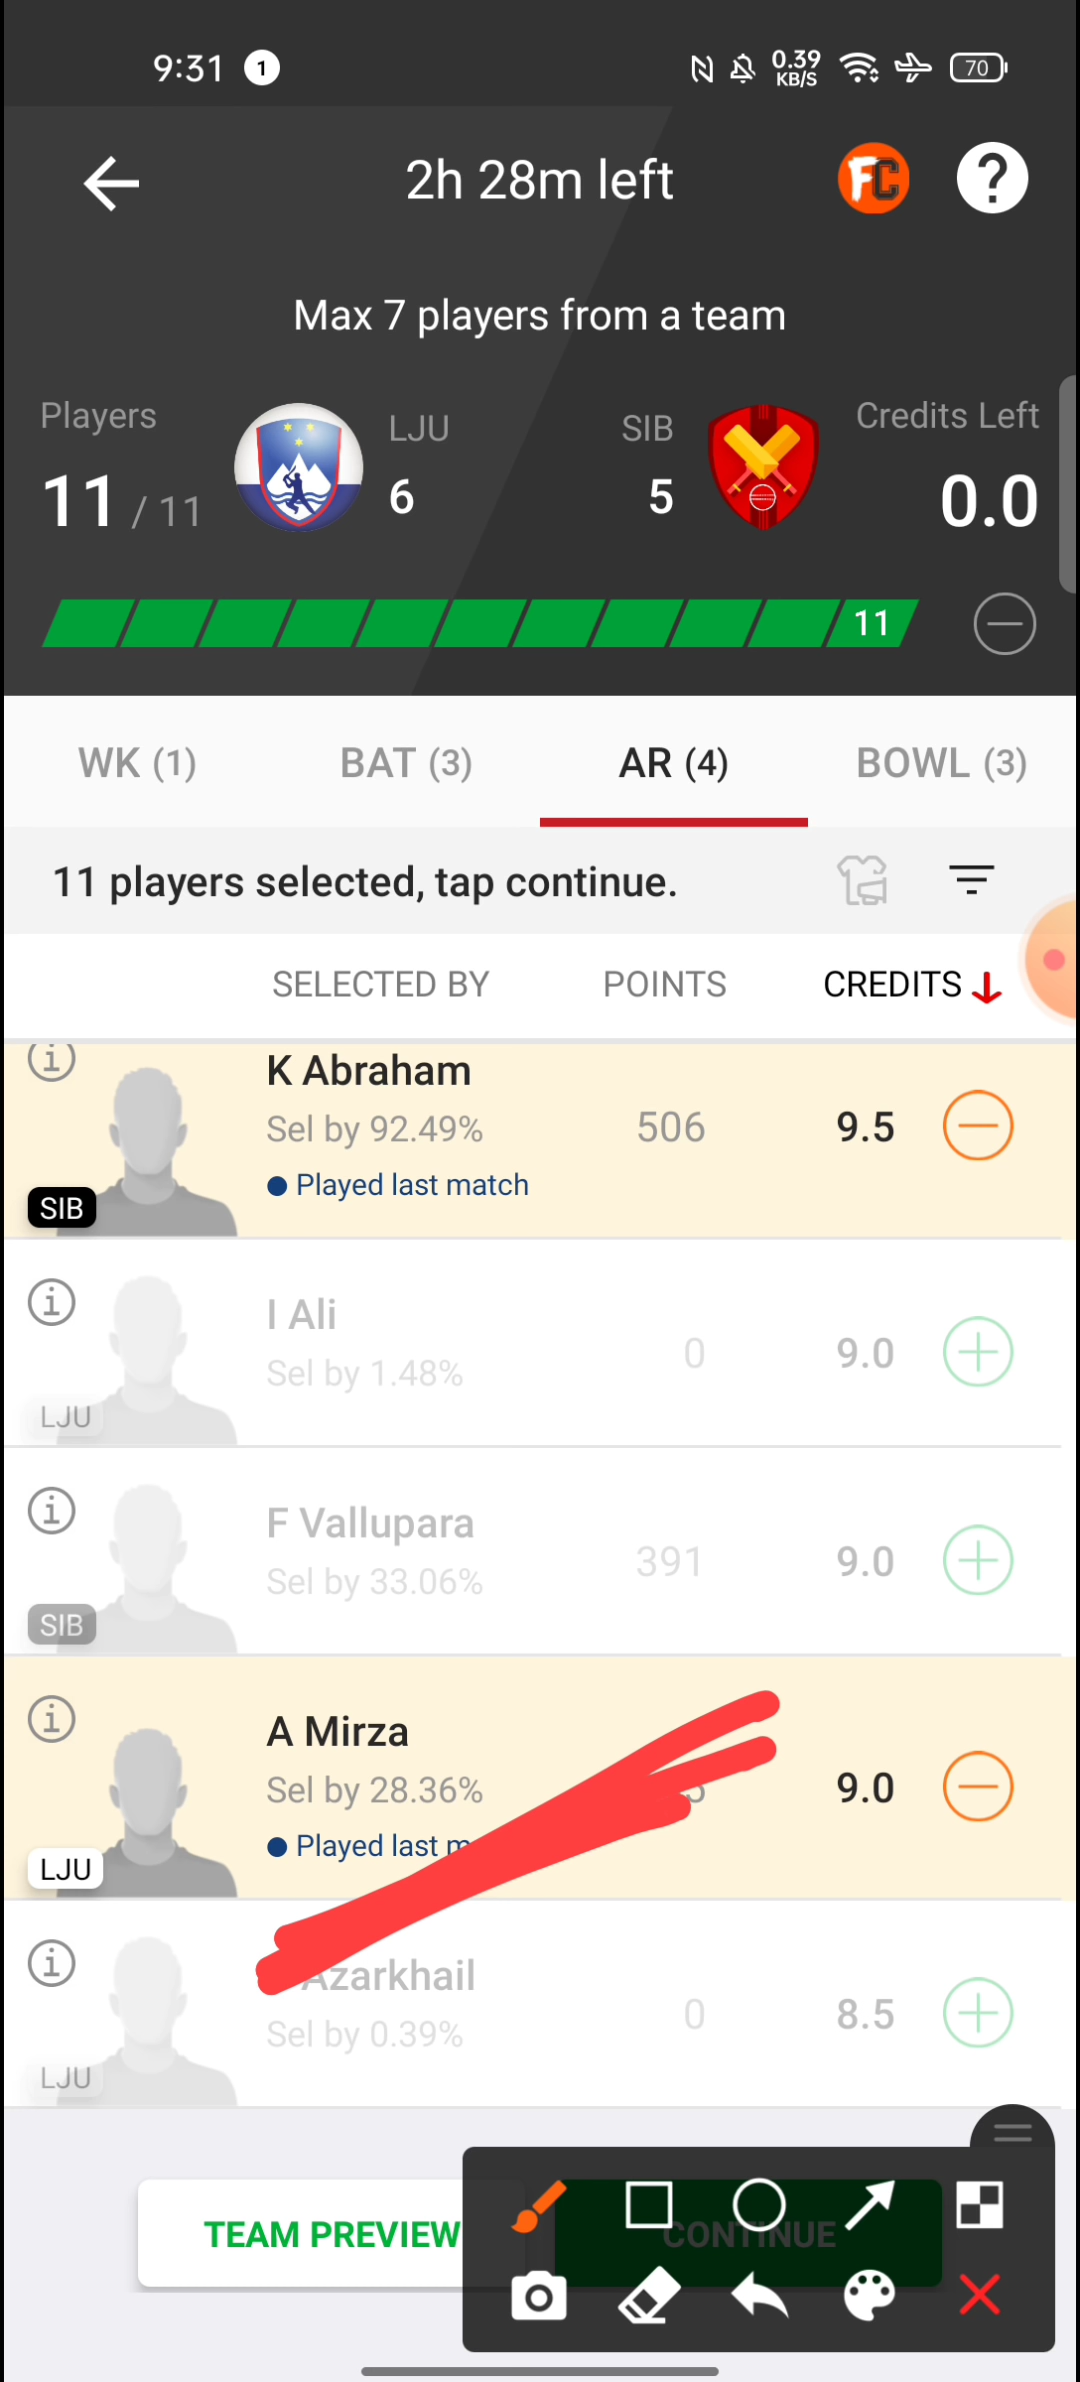 9:31 1 0.39 KB/S 70
2h 28m left FC ?
Max 7 players from a team
Players LJU SIB Credits Left
11 / 11 6 5 0.0
11
WK (1) BAT (3) AR (4) BOWL (3)
11 players selected, tap continue.
SELECTED BY POINTS CREDITS
K Abraham
Sel by 92.49% 506 9.5
Played last match
SIB
I Ali
Sel by 1.48% 0 9.0
LJU
F Vallupara
Sel by 33.06% 391 9.0
SIB
A Mirza
Sel by 28.36% 9.0
Played last
LJU
Azarkhail
Sel by 0.39% 0 8.5
LJU
TEAM PREVIEW CONTINUE